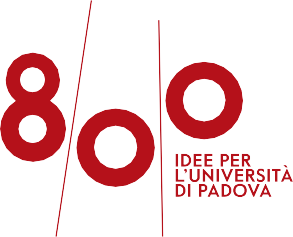 800
IDEE PER
L'UNIVERSITÀ
DI PADOVA